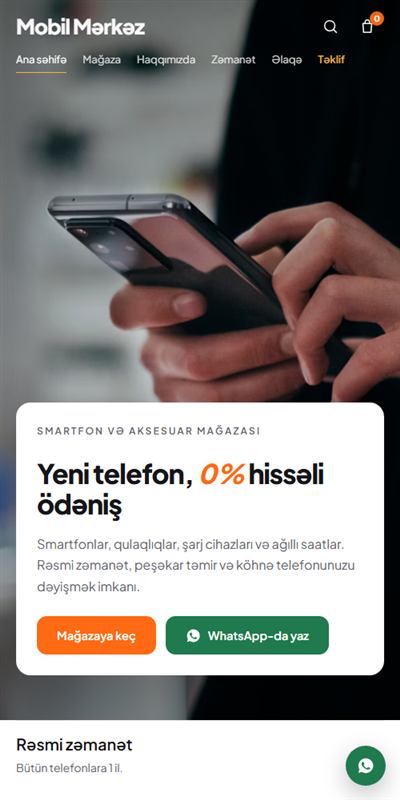 Mobil Mərkəz
0
Ana səhifə Mağaza Haqqımızda Zəmanət Əlaqə Təklif
SMARTFON VƏ AKSESUAR MAĞAZASI
Yeni telefon, 0% hissəli
ödəniş
Smartfonlar, qulaqlıqlar, şarj cihazları və ağıllı saatlar.
Rəsmi zəmanət, peşəkar təmir və köhnə telefonunuzu
dəyişmək imkanı.
Mağazaya keç WhatsApp-da yaz
Rəsmi zəmanət
Bütün telefonlara 1 il.